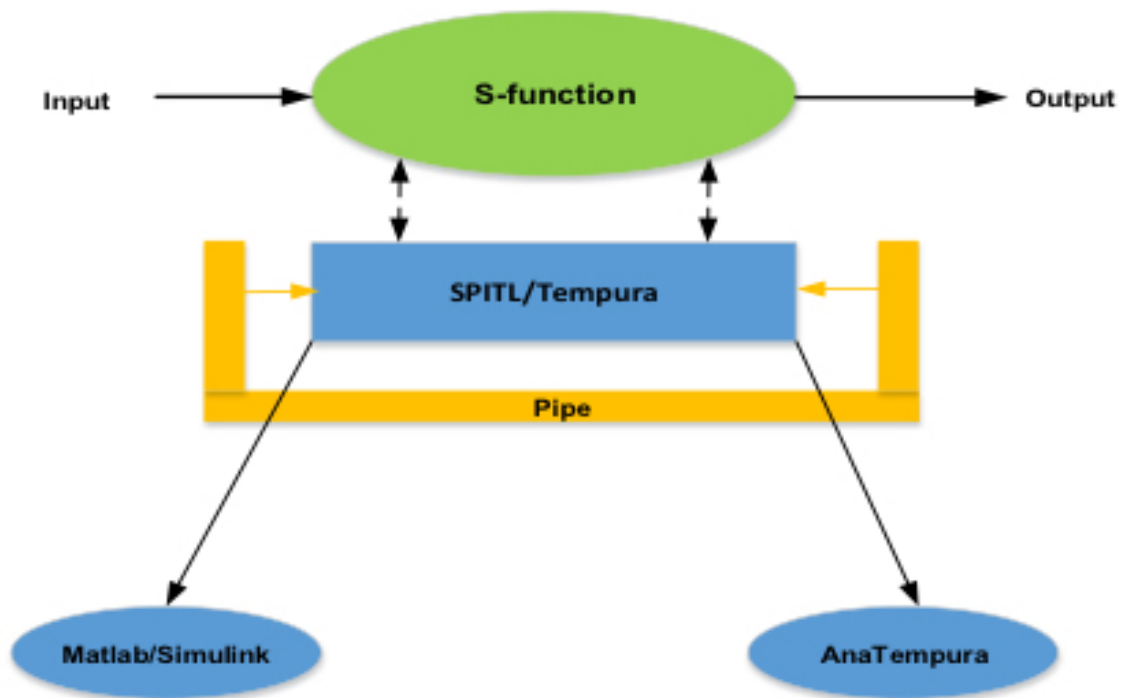 S-function
Input
Output
SPITL/Tempura
Pipe
Matlab/Simulink
AnaTempura